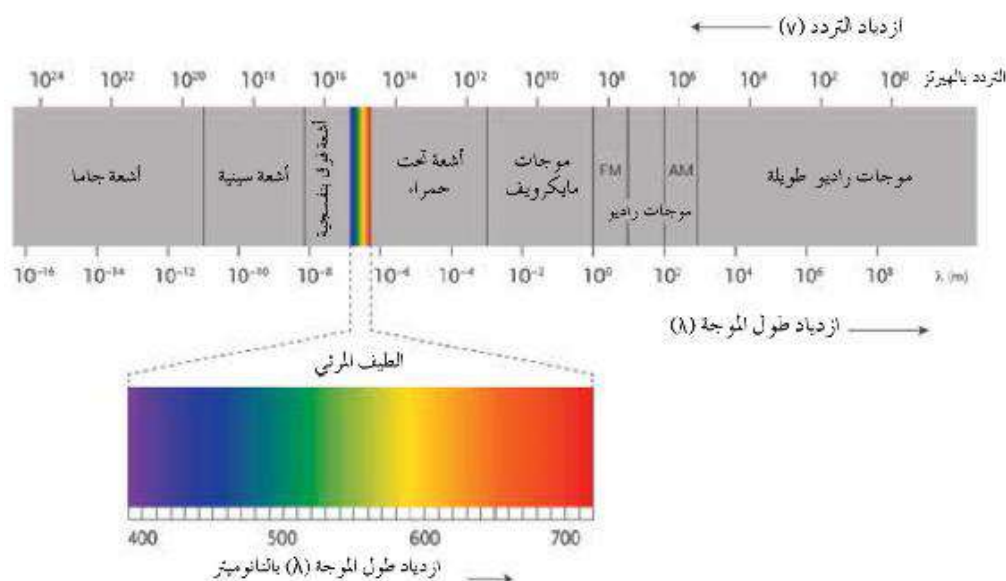 ازدياد التردد (ν)
التردد بالهيرتز
10²⁴ 10²² 10²⁰ 10¹⁸ 10¹⁶ 10¹⁴ 10¹² 10¹⁰ 10⁸ 10⁶ 10⁴ 10² 10⁰
أشعة جاما
أشعة سينية
أشعة فوق بنفسجية
أشعة تحت
حمراء
موجات
مايكرويف
FM
AM
موجات راديو
موجات راديو طويلة
10⁻¹⁶ 10⁻¹⁴ 10⁻¹² 10⁻¹⁰ 10⁻⁸ 10⁻⁶ 10⁻⁴ 10⁻² 10⁰ 10² 10⁴ 10⁶ 10⁸ λ (m)
ازدياد طول الموجة (λ)
الطيف المرئي
400 500 600 700
ازدياد طول الموجة (λ) بالنانوميتر